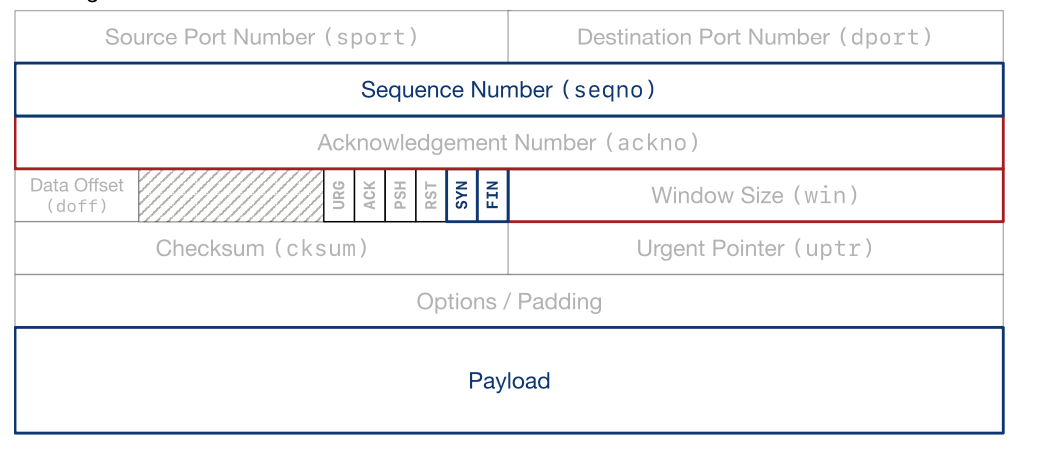 Source Port Number (sport)
Destination Port Number (dport)
Sequence Number (seqno)
Acknowledgement Number (ackno)
Data Offset
(doff)
URG
ACK
PSH
RST
SYN
FIN
Window Size (win)
Checksum (cksum)
Urgent Pointer (uptr)
Options / Padding
Payload